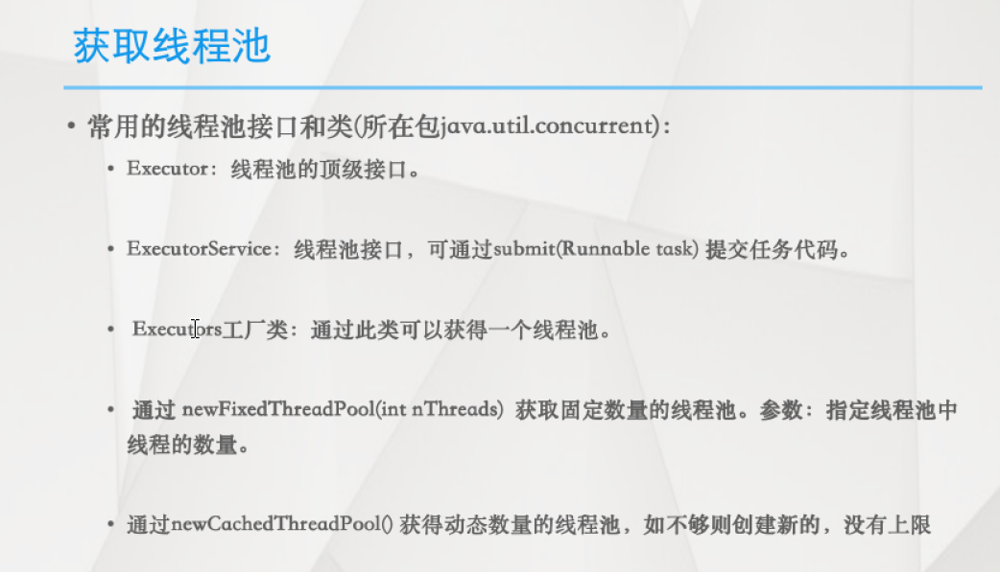 获取线程池
• 常用的线程池接口和类(所在包java.util.concurrent)：
• Executor：线程池的顶级接口。
• ExecutorService：线程池接口，可通过submit(Runnable task) 提交任务代码。
• Executors工厂类：通过此类可以获得一个线程池。
• 通过 newFixedThreadPool(int nThreads) 获取固定数量的线程池。参数：指定线程池中
线程的数量。
• 通过newCachedThreadPool() 获得动态数量的线程池，如不够则创建新的，没有上限